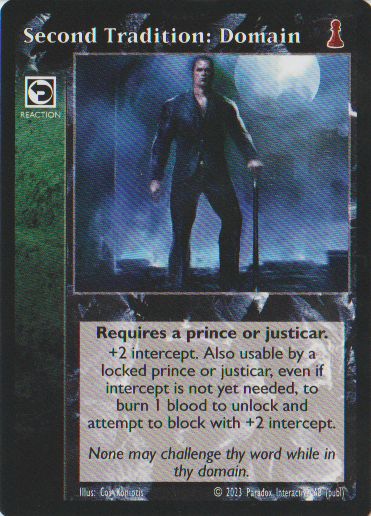 Second Tradition: Domain
REACTION
Requires a prince or justicar.
+2 intercept. Also usable by a
locked prince or justicar, even if
intercept is not yet needed, to
burn 1 blood to unlock and
attempt to block with +2 intercept.
None may challenge thy word while in
thy domain.
Illus: Cos Koniotis © 2023 Paradox Interactive AB (publ)